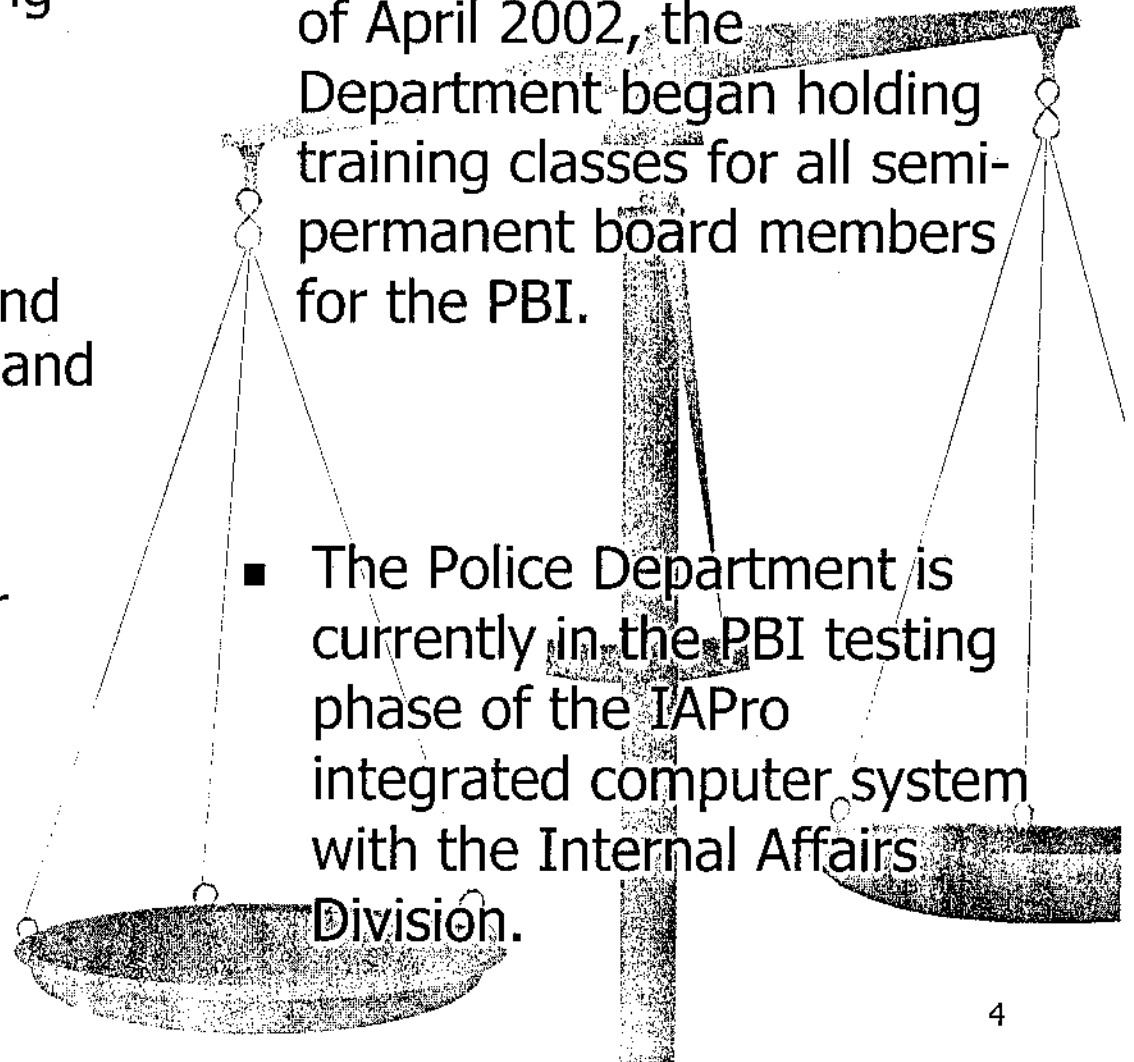 of April 2002, the
Department began holding
training classes for all semi-
permanent board members
for the PBI.
and
■ The Police Department is
currently in the PBI testing
phase of the IAPro
integrated computer system
with the Internal Affairs
Division.
4